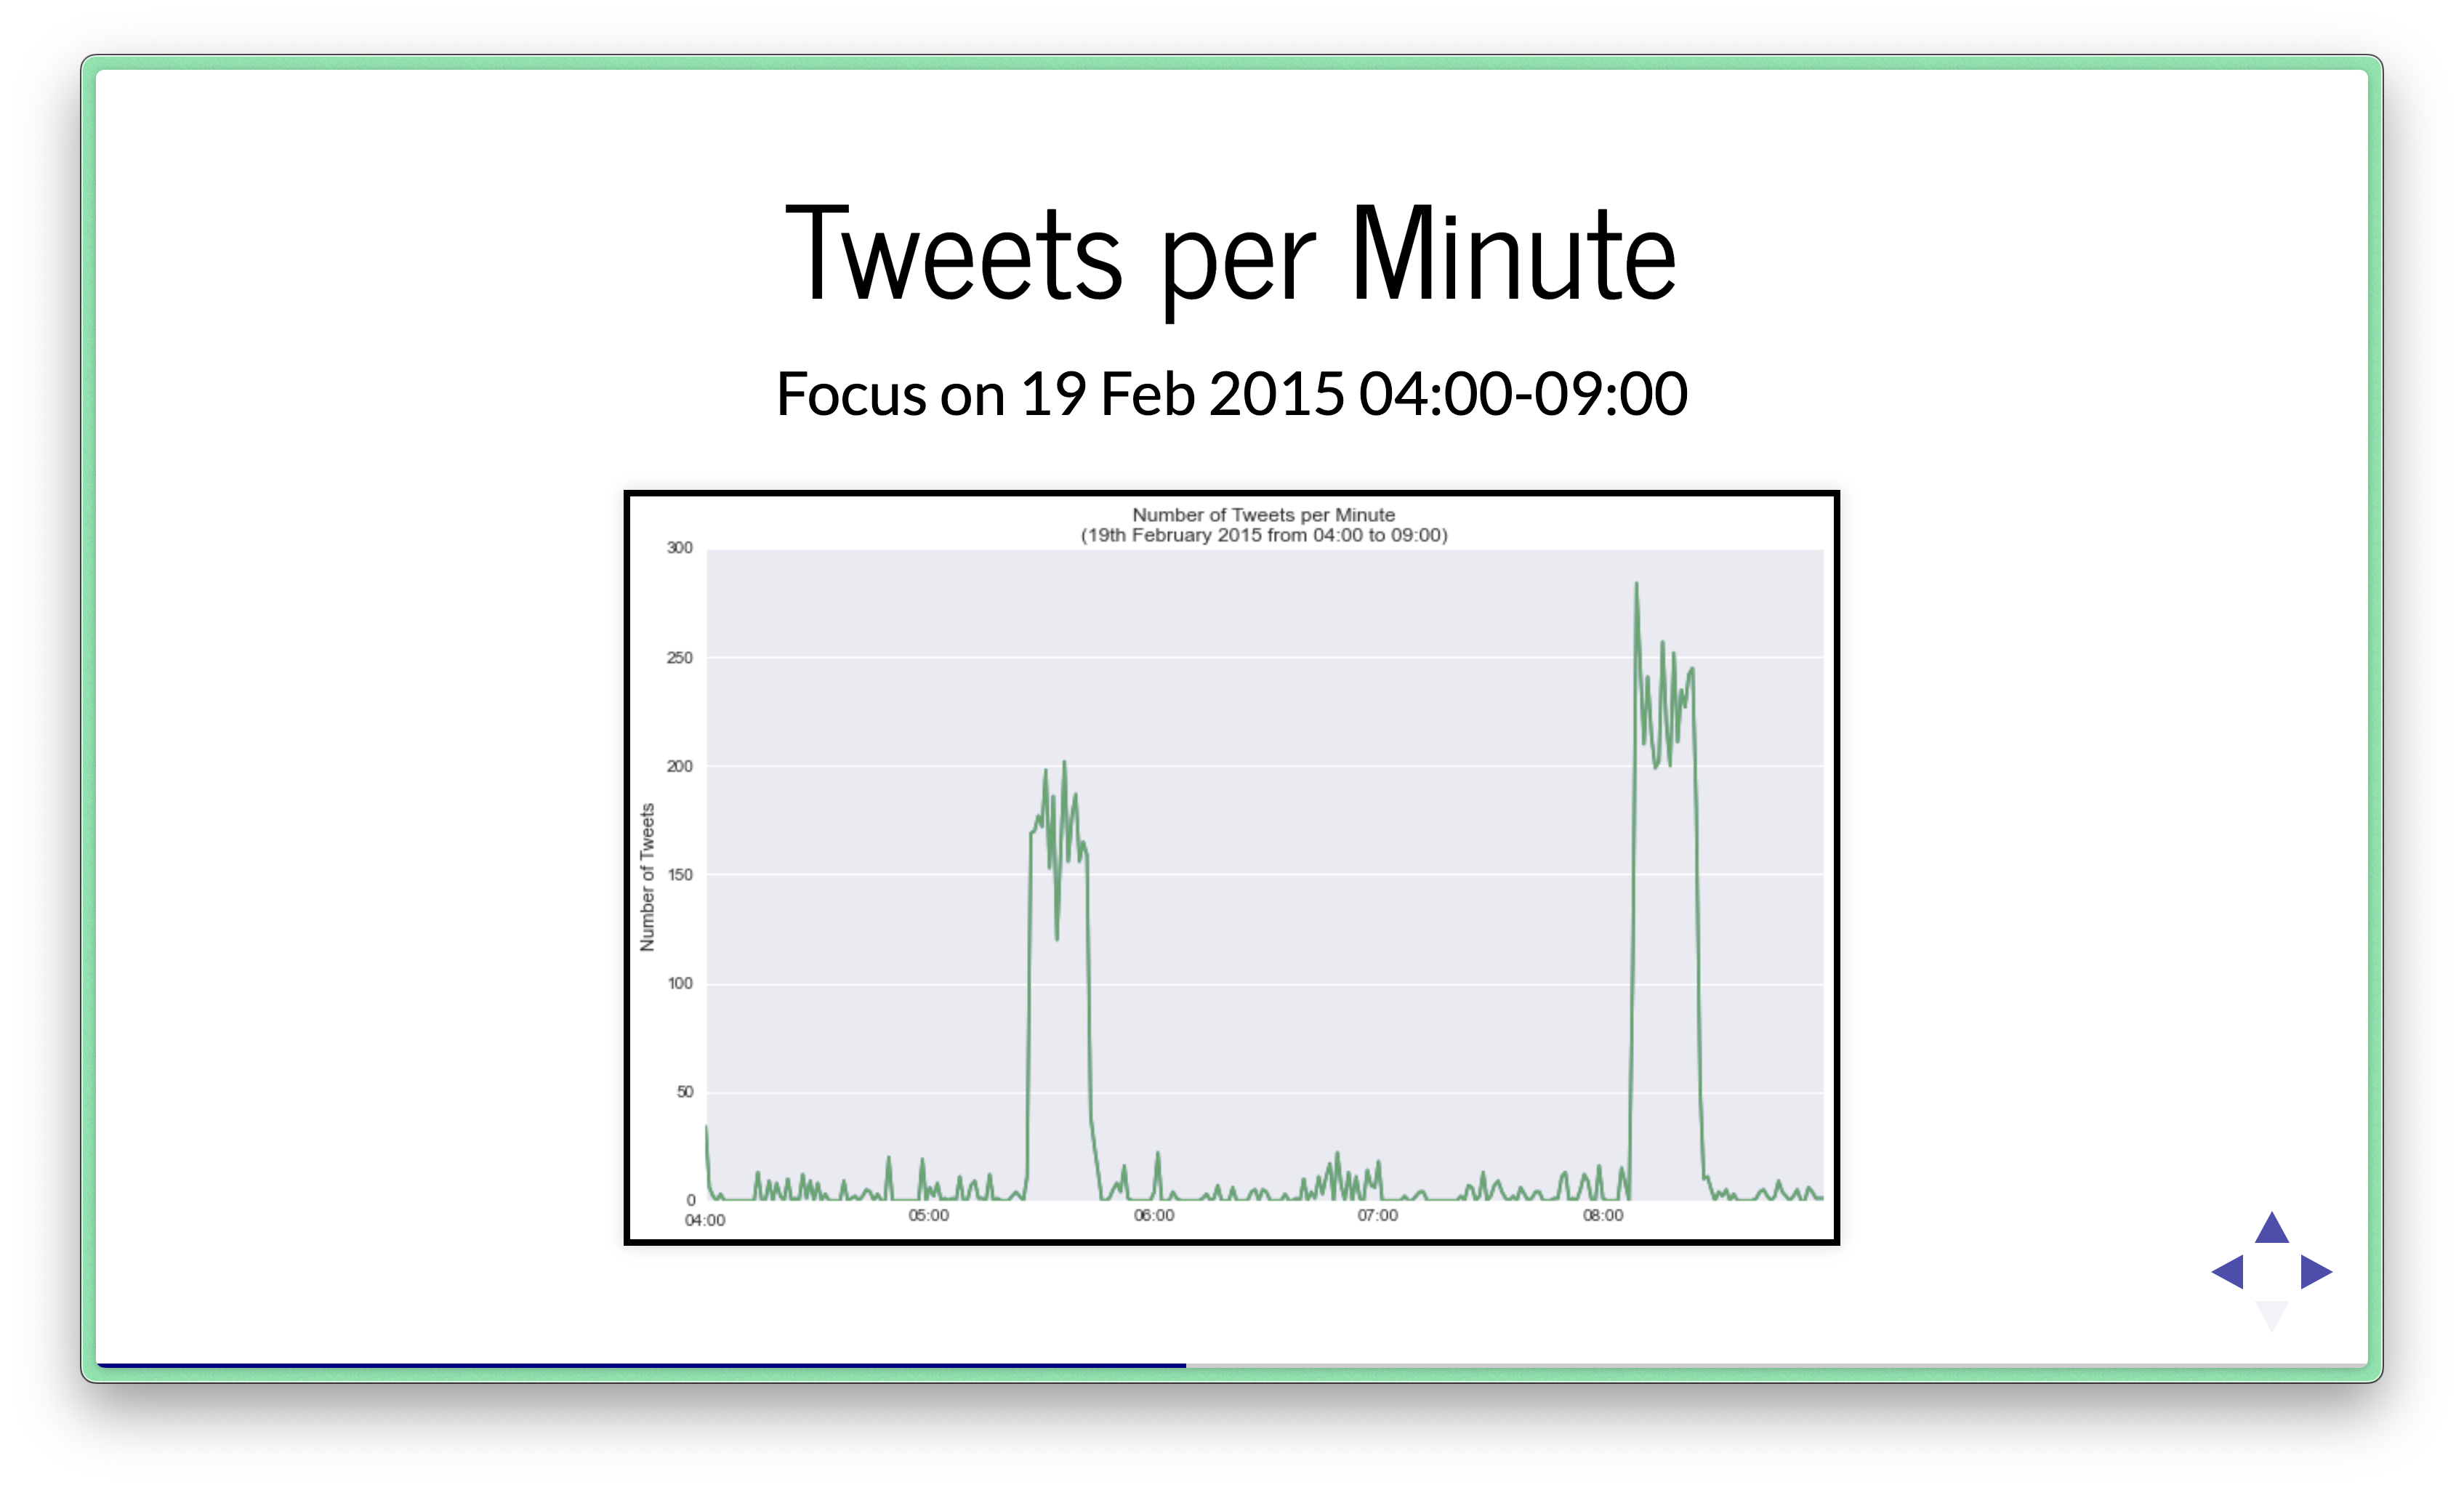 Tweets per Minute
Focus on 19 Feb 2015 04:00-09:00
Number of Tweets per Minute
(19th February 2015 from 04:00 to 09:00)
300
250
200
150
100
50
0
Number of Tweets
04:00
05:00
06:00
07:00
08:00